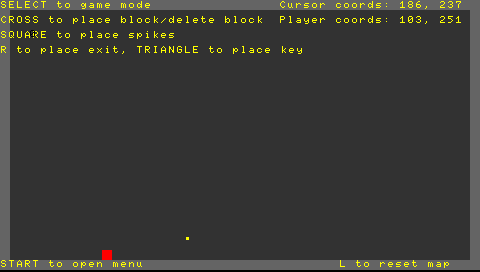 SELECT to game mode Cursor coords: 186, 237
CROSS to place block/delete block Player coords: 103, 251
SQUARE to place spikes
R to place exit, TRIANGLE to place key
START to open menu L to reset map